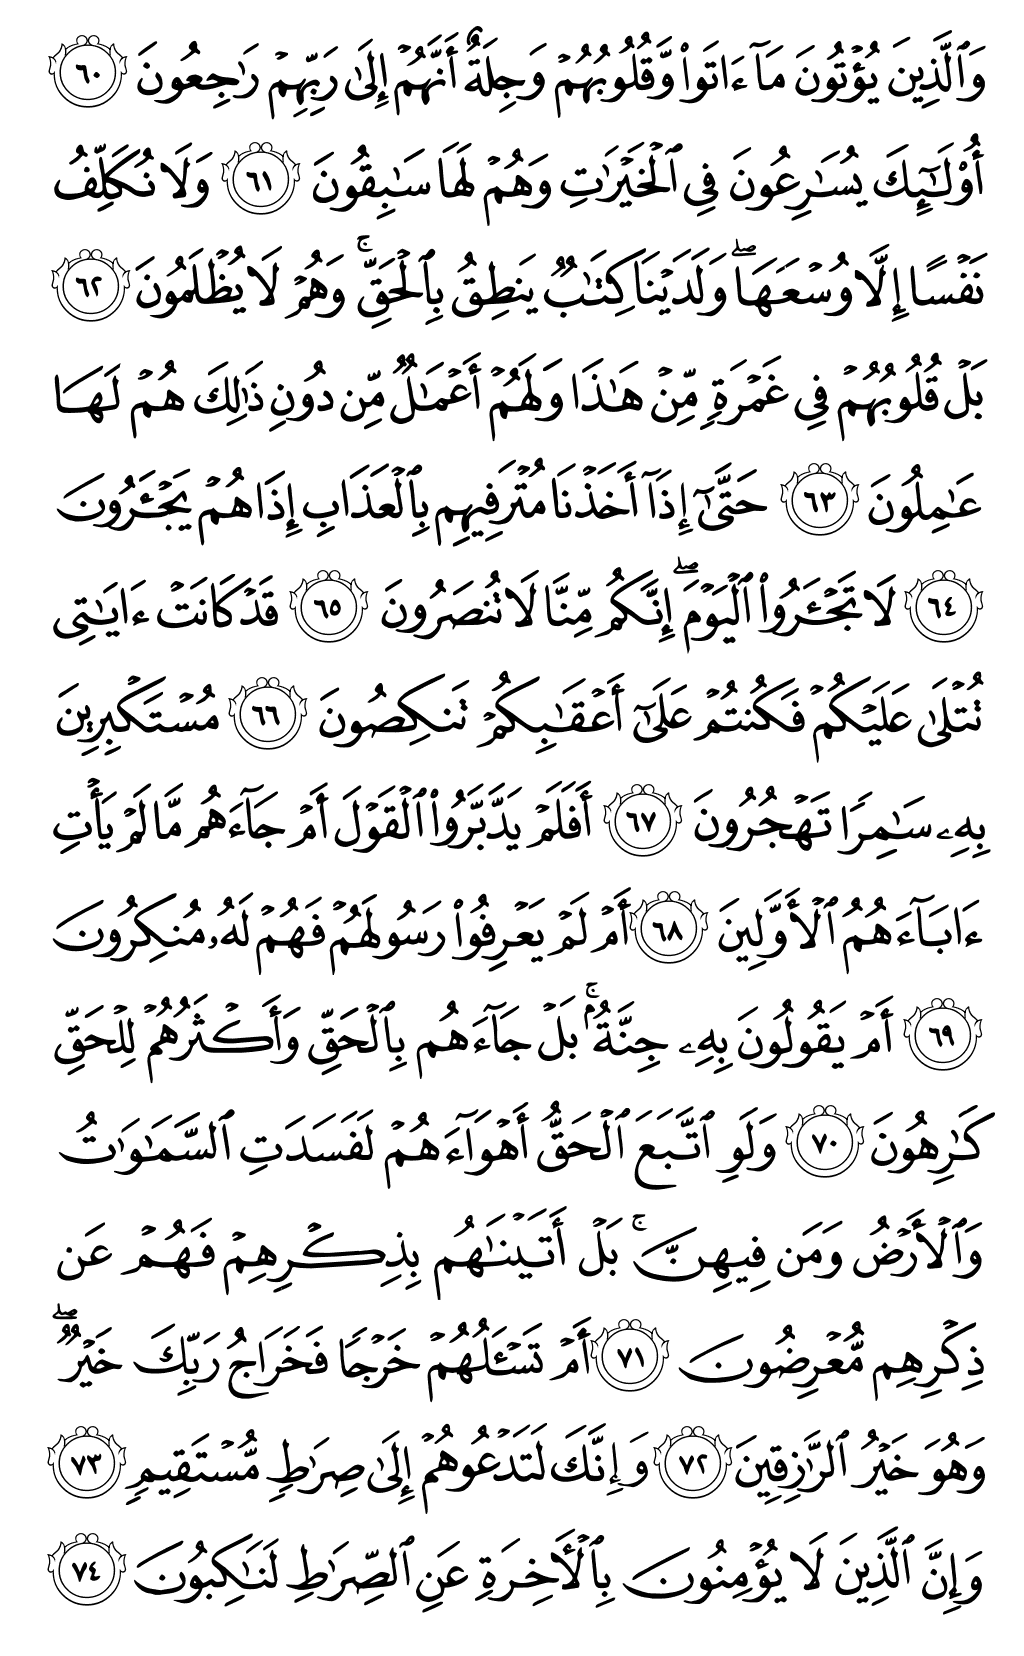 وَٱلَّذِينَ يُؤْتُونَ مَآ ءَاتَوا۟ وَّقُلُوبُهُمْ وَجِلَةٌ أَنَّهُمْ إِلَىٰ رَبِّهِمْ رَٰجِعُونَ ٦٠
أُو۟لَـٰٓئِكَ يُسَـٰرِعُونَ فِى ٱلْخَيْرَٰتِ وَهُمْ لَهَا سَـٰبِقُونَ ٦١ وَلَا نُكَلِّفُ
نَفْسًا إِلَّا وُسْعَهَا ۖ وَلَدَيْنَا كِتَـٰبٌ يَنطِقُ بِٱلْحَقِّ ۚ وَهُمْ لَا يُظْلَمُونَ ٦٢
بَلْ قُلُوبُهُمْ فِى غَمْرَةٍ مِّنْ هَـٰذَا وَلَهُمْ أَعْمَـٰلٌ مِّن دُونِ ذَٰلِكَ هُمْ لَهَا
عَـٰمِلُونَ ٦٣ حَتَّىٰٓ إِذَآ أَخَذْنَا مُتْرَفِيهِم بِٱلْعَذَابِ إِذَا هُمْ يَجْـَٔرُونَ
٦٤ لَا تَجْـَٔرُوا۟ ٱلْيَوْمَ ۖ إِنَّكُم مِّنَّا لَا تُنصَرُونَ ٦٥ قَدْ كَانَتْ ءَايَـٰتِى
تُتْلَىٰ عَلَيْكُمْ فَكُنتُمْ عَلَىٰٓ أَعْقَـٰبِكُمْ تَنكِصُونَ ٦٦ مُسْتَكْبِرِينَ
بِهِۦ سَـٰمِرًا تَهْجُرُونَ ٦٧ أَفَلَمْ يَدَّبَّرُوا۟ ٱلْقَوْلَ أَمْ جَآءَهُم مَّا لَمْ يَأْتِ
ءَابَآءَهُمُ ٱلْأَوَّلِينَ ٦٨ أَمْ لَمْ يَعْرِفُوا۟ رَسُولَهُمْ فَهُمْ لَهُۥ مُنكِرُونَ
٦٩ أَمْ يَقُولُونَ بِهِۦ جِنَّةٌۢ ۚ بَلْ جَآءَهُم بِٱلْحَقِّ وَأَكْثَرُهُمْ لِلْحَقِّ
كَـٰرِهُونَ ٧٠ وَلَوِ ٱتَّبَعَ ٱلْحَقُّ أَهْوَآءَهُمْ لَفَسَدَتِ ٱلسَّمَـٰوَٰتُ
وَٱلْأَرْضُ وَمَن فِيهِنَّ ۚ بَلْ أَتَيْنَـٰهُم بِذِكْرِهِمْ فَهُمْ عَن
ذِكْرِهِم مُّعْرِضُونَ ٧١ أَمْ تَسْـَٔلُهُمْ خَرْجًا فَخَرَاجُ رَبِّكَ خَيْرٌ ۖ
وَهُوَ خَيْرُ ٱلرَّٰزِقِينَ ٧٢ وَإِنَّكَ لَتَدْعُوهُمْ إِلَىٰ صِرَٰطٍ مُّسْتَقِيمٍ ٧٣
وَإِنَّ ٱلَّذِينَ لَا يُؤْمِنُونَ بِٱلْـَٔاخِرَةِ عَنِ ٱلصِّرَٰطِ لَنَـٰكِبُونَ ٧٤